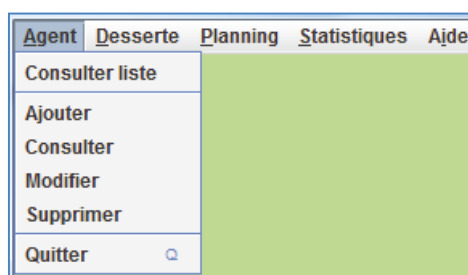 Agent Desserte Planning Statistiques Aide
Consulter liste
Ajouter
Consulter
Modifier
Supprimer
Quitter Q